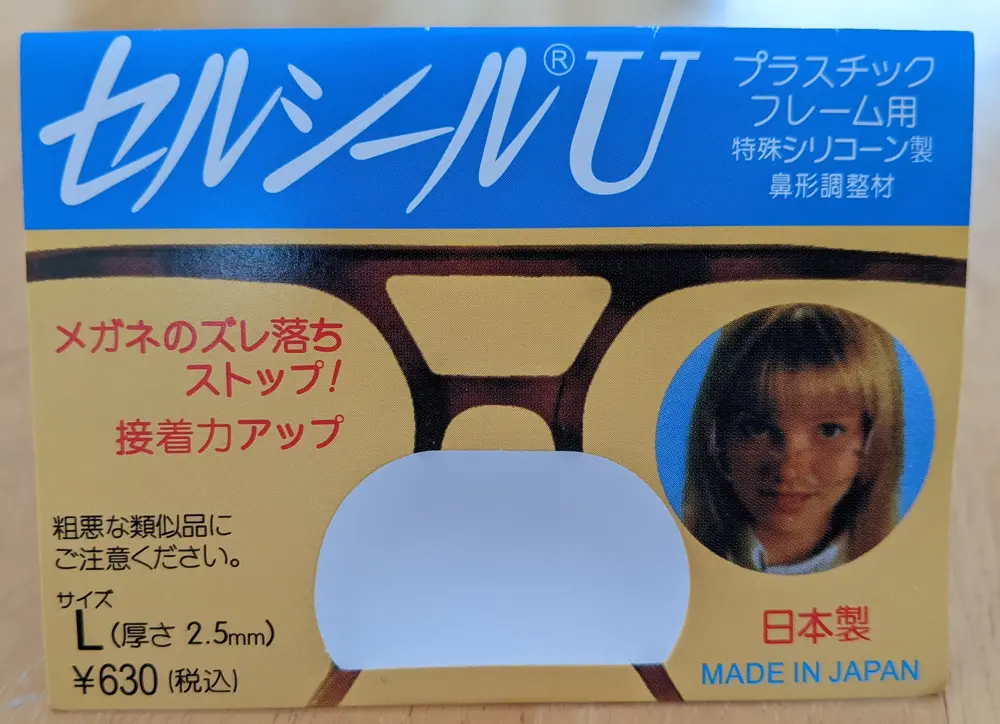 セルシール®U
プラスチック
フレーム用
特殊シリコーン製
鼻形調整材
メガネのズレ落ち
ストップ!
接着力アップ
粗悪な類似品に
ご注意ください。
サイズ
L(厚さ 2.5mm)
¥630(税込)
日本製
MADE IN JAPAN